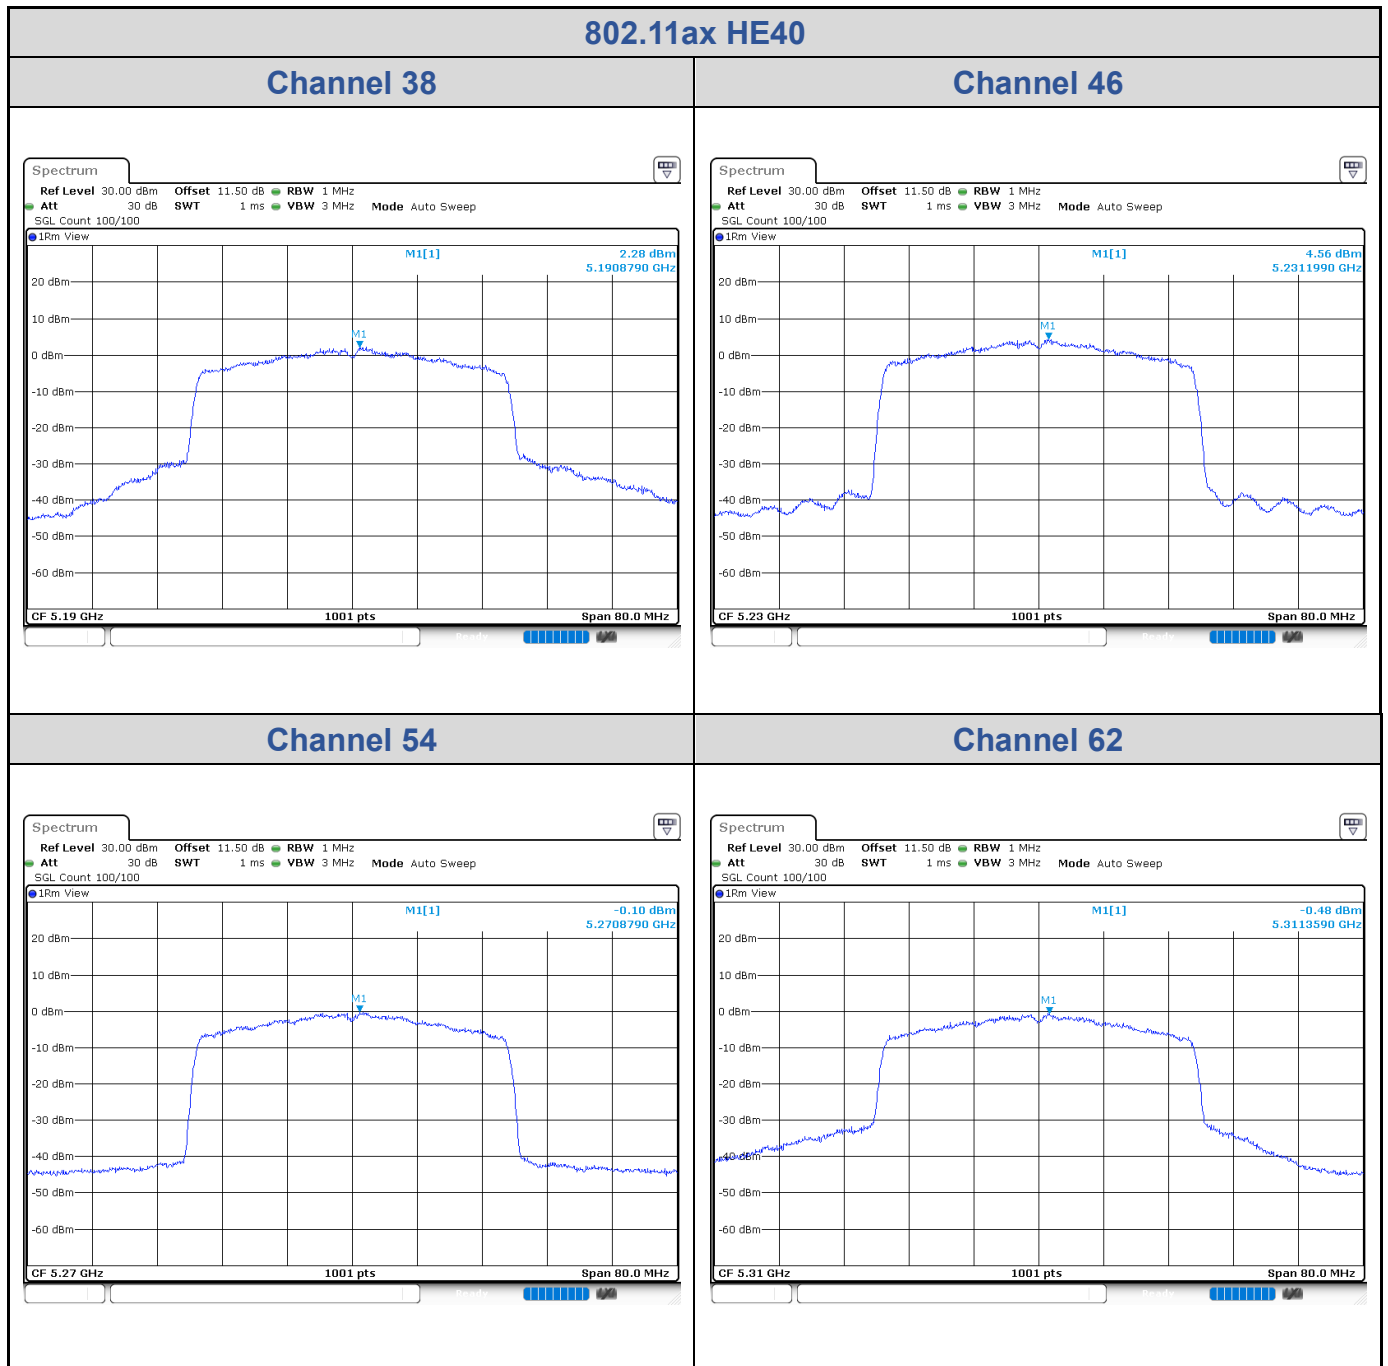 802.11ax HE40
Channel 38
Channel 46
Spectrum
Ref Level 30.00 dBm Offset 11.50 dB RBW 1 MHz
Att 30 dB SWT 1 ms VBW 3 MHz Mode Auto Sweep
SGL Count 100/100
1Rm View
M1[1] 2.28 dBm
5.1908790 GHz
20 dBm
10 dBm
M1
0 dBm
-10 dBm
-20 dBm
-30 dBm
-40 dBm
-50 dBm
-60 dBm
CF 5.19 GHz 1001 pts Span 80.0 MHz
Ready
Spectrum
Ref Level 30.00 dBm Offset 11.50 dB RBW 1 MHz
Att 30 dB SWT 1 ms VBW 3 MHz Mode Auto Sweep
SGL Count 100/100
1Rm View
M1[1] 4.56 dBm
5.2311990 GHz
20 dBm
10 dBm
M1
0 dBm
-10 dBm
-20 dBm
-30 dBm
-40 dBm
-50 dBm
-60 dBm
CF 5.23 GHz 1001 pts Span 80.0 MHz
Ready
Channel 54
Channel 62
Spectrum
Ref Level 30.00 dBm Offset 11.50 dB RBW 1 MHz
Att 30 dB SWT 1 ms VBW 3 MHz Mode Auto Sweep
SGL Count 100/100
1Rm View
M1[1] -0.10 dBm
5.2708790 GHz
20 dBm
10 dBm
M1
0 dBm
-10 dBm
-20 dBm
-30 dBm
-40 dBm
-50 dBm
-60 dBm
CF 5.27 GHz 1001 pts Span 80.0 MHz
Ready
Spectrum
Ref Level 30.00 dBm Offset 11.50 dB RBW 1 MHz
Att 30 dB SWT 1 ms VBW 3 MHz Mode Auto Sweep
SGL Count 100/100
1Rm View
M1[1] -0.48 dBm
5.3113590 GHz
20 dBm
10 dBm
M1
0 dBm
-10 dBm
-20 dBm
-30 dBm
-40 dBm
-50 dBm
-60 dBm
CF 5.31 GHz 1001 pts Span 80.0 MHz
Ready